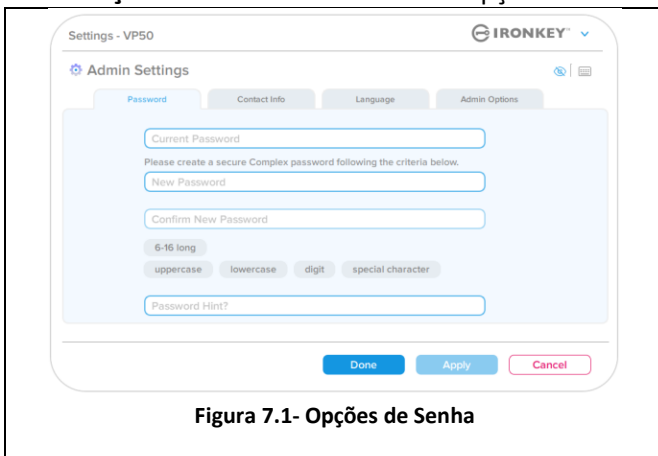 Settings - VP50
IRONKEY™
Admin Settings
Password Contact Info Language Admin Options
Current Password
Please create a secure Complex password following the criteria below.
New Password
Confirm New Password
6-16 long
uppercase lowercase digit special character
Password Hint?
Done Apply Cancel
Figura 7.1- Opções de Senha